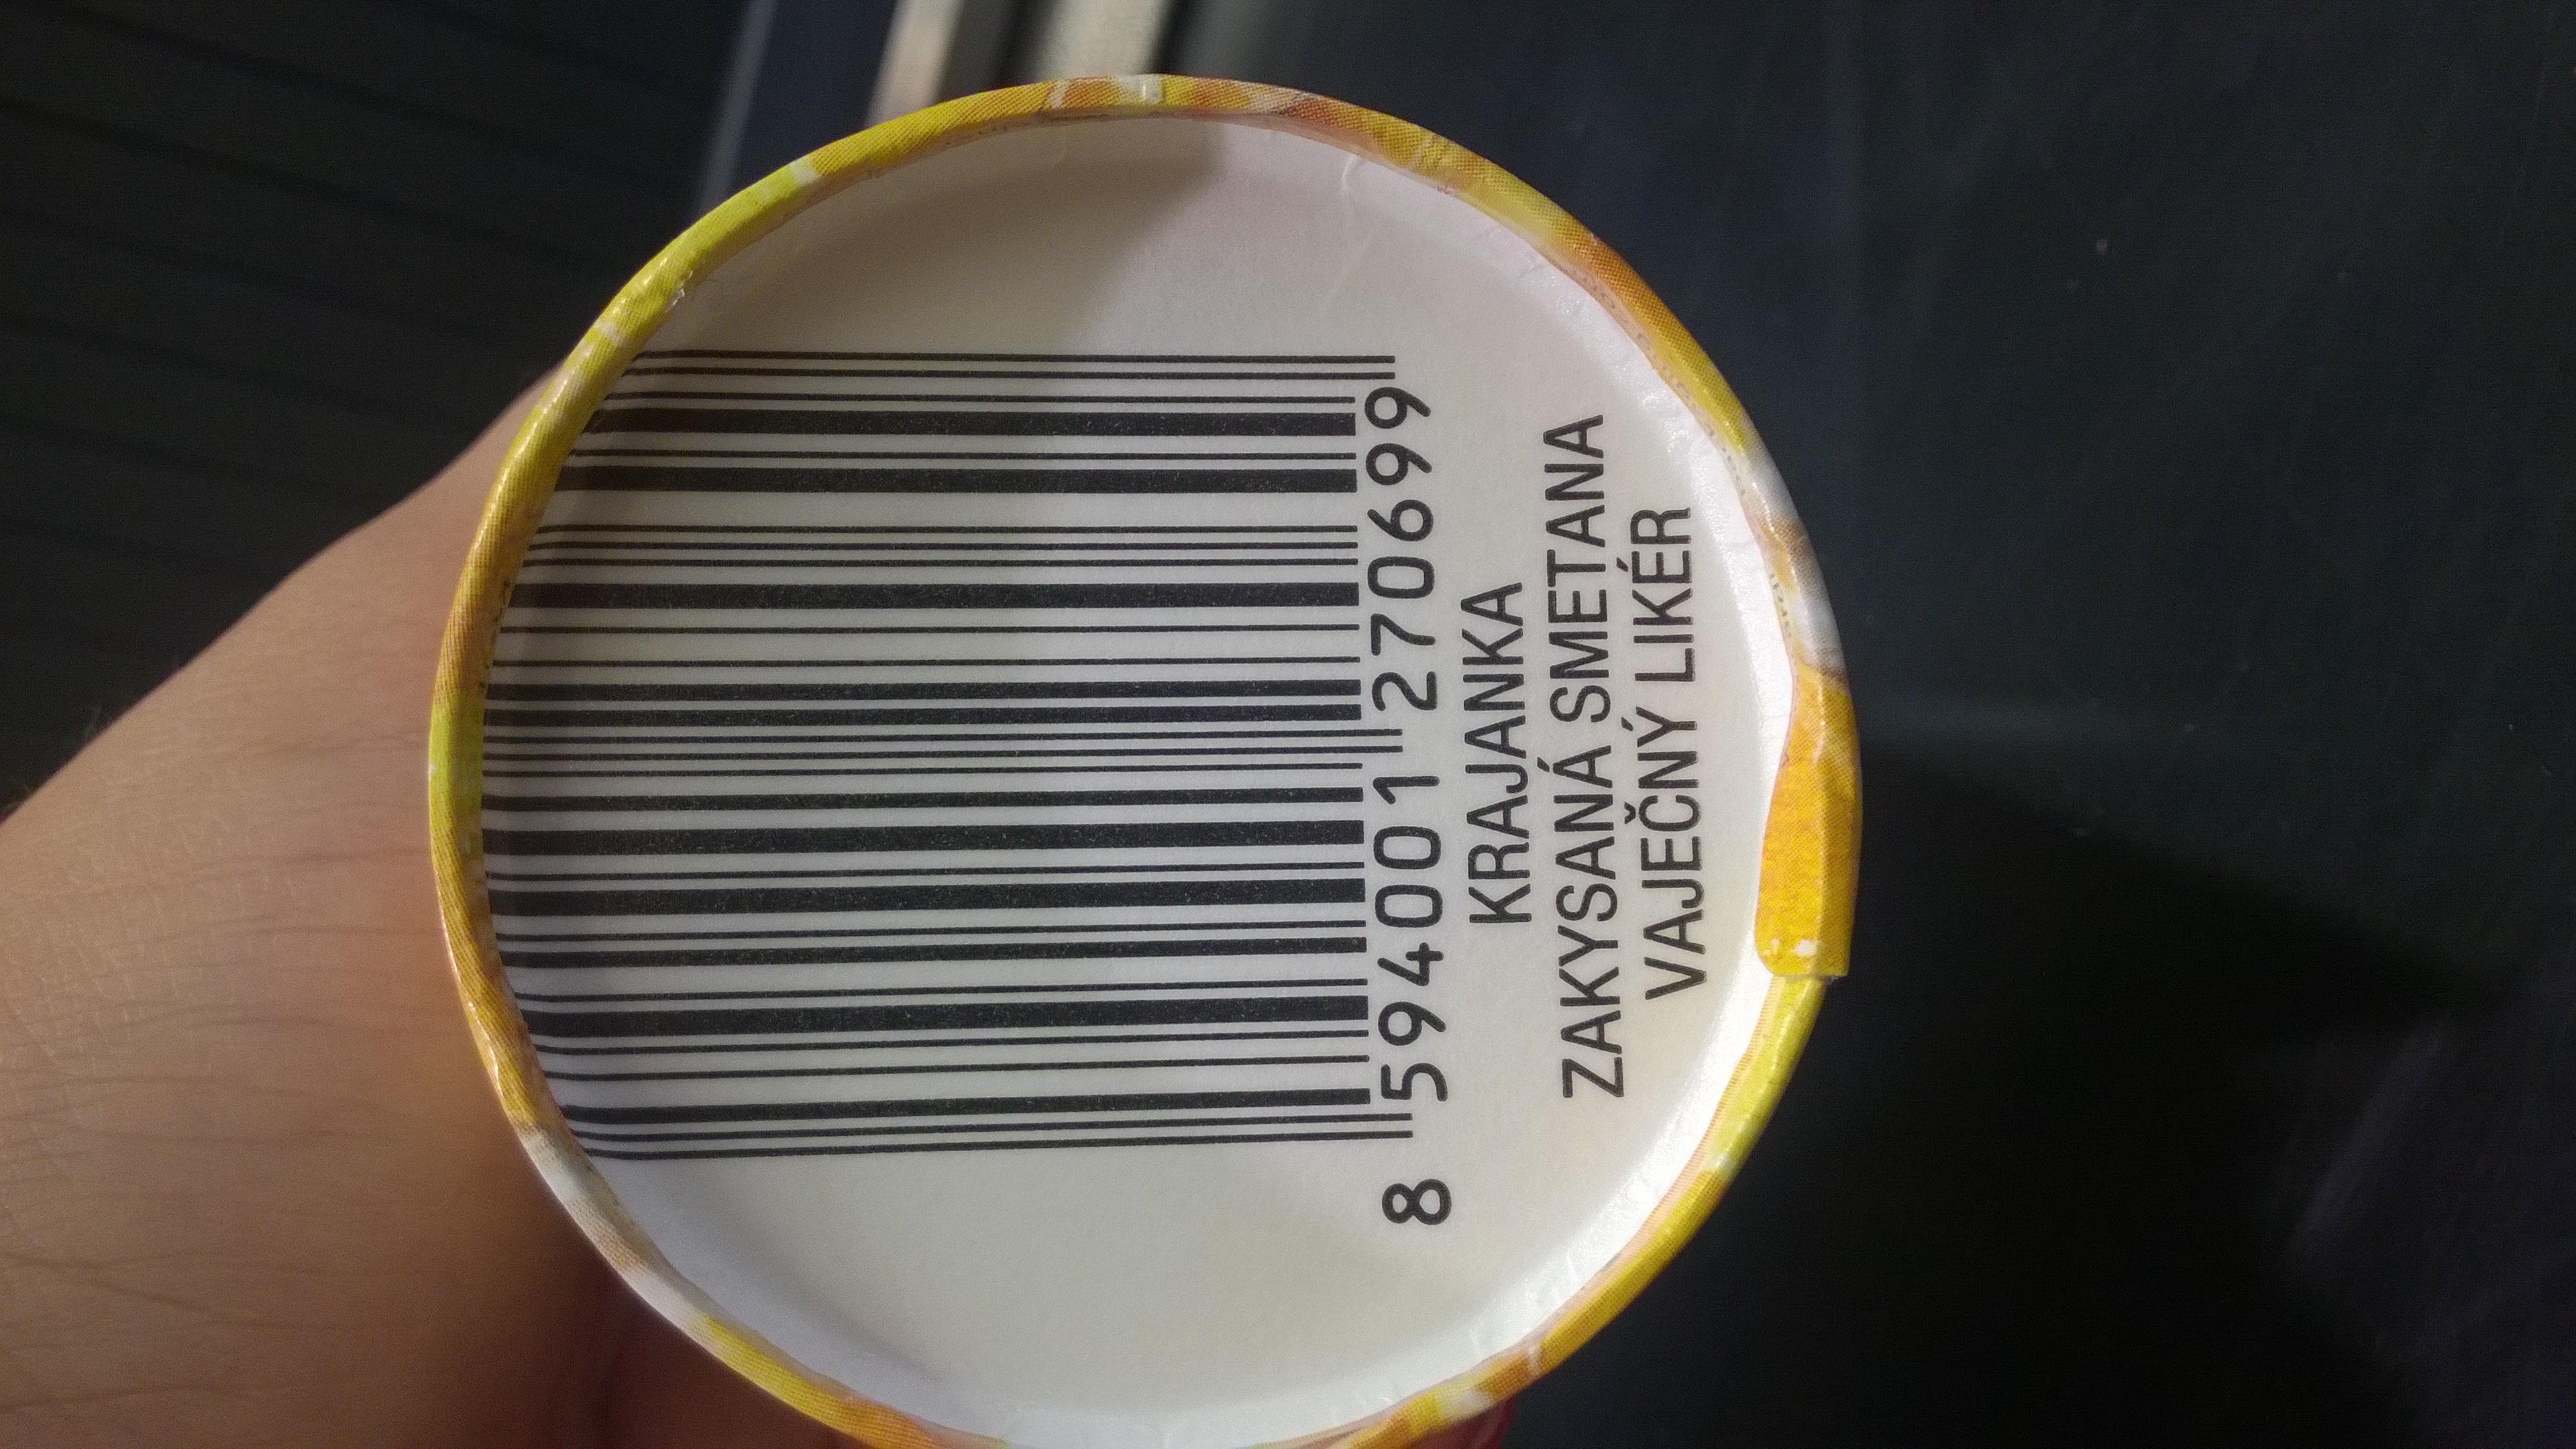 8 594001 270699
KRAJANKA
ZAKYSANÁ SMETANA
VAJEČNÝ LIKÉR